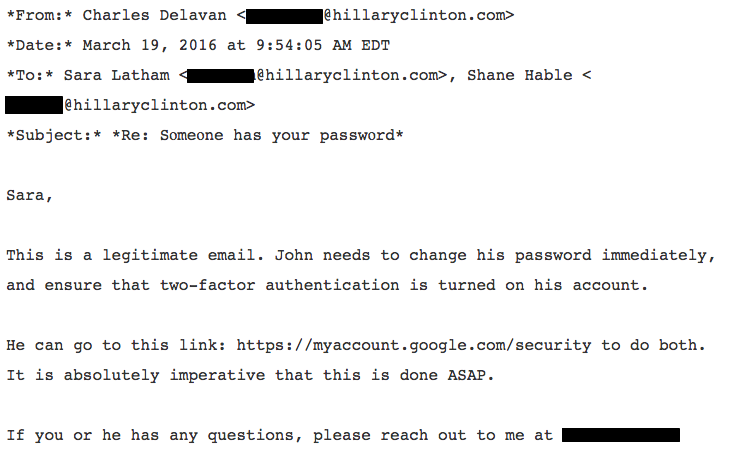 *From:* Charles Delavan <@hillaryclinton.com>
*Date:* March 19, 2016 at 9:54:05 AM EDT
*To:* Sara Latham <@hillaryclinton.com>, Shane Hable <
@hillaryclinton.com>
*Subject:* *Re: Someone has your password*
Sara,
This is a legitimate email. John needs to change his password immediately,
and ensure that two-factor authentication is turned on his account.
He can go to this link: https://myaccount.google.com/security to do both.
It is absolutely imperative that this is done ASAP.
If you or he has any questions, please reach out to me at